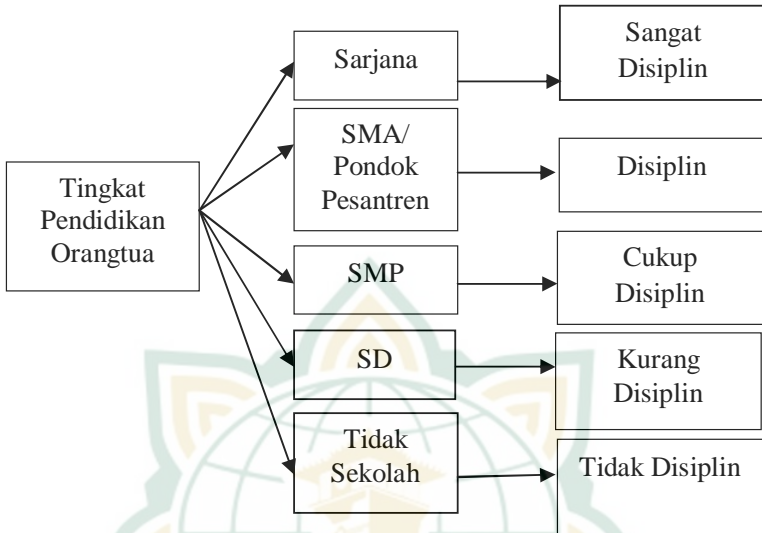 Tingkat
Pendidikan
Orangtua
Sarjana
Sangat
Disiplin
SMA/
Pondok
Pesantren
Disiplin
SMP
Cukup
Disiplin
SD
Kurang
Disiplin
Tidak
Sekolah
Tidak Disiplin